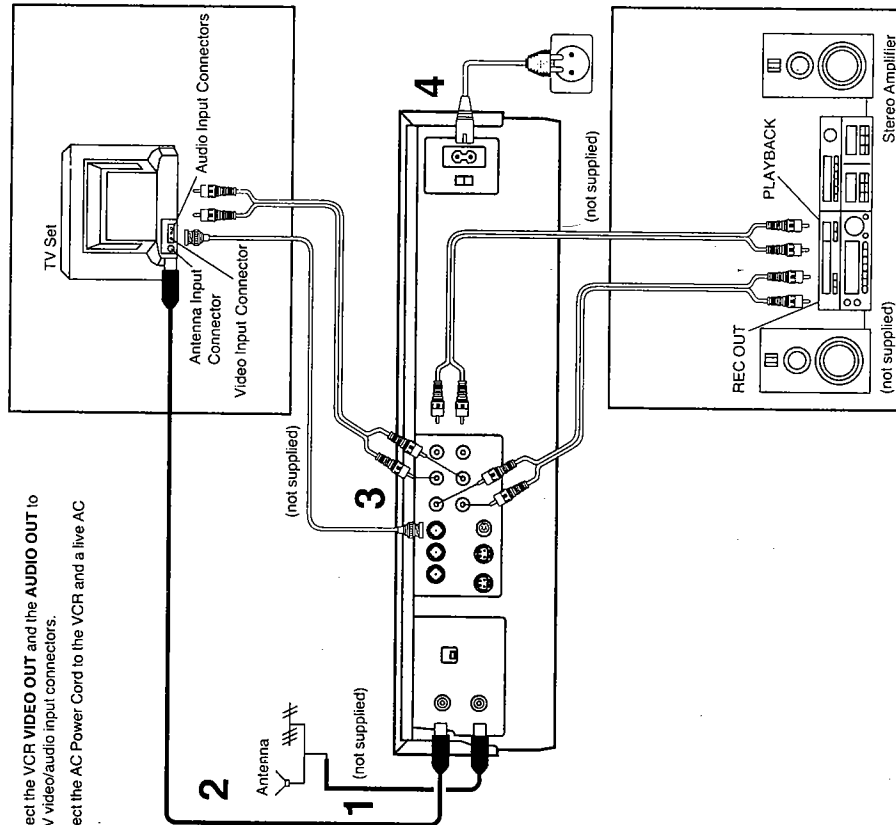 ect the VCR VIDEO OUT and the AUDIO OUT to
V video/audio input connectors.
ect the AC Power Cord to the VCR and a live AC
TV Set
Audio Input Connectors
Antenna Input
Connector
Video Input Connector
2
Antenna
1
(not supplied)
(not supplied)
3
4
(not supplied)
REC OUT
PLAYBACK
(not supplied)
Stereo Amplifier